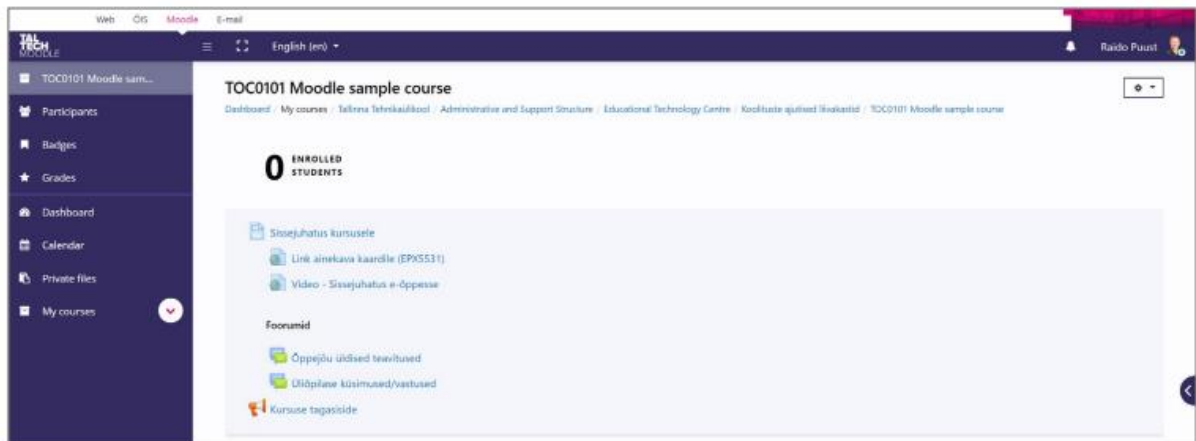 Web ÕIS Moodle E-mail
TAL
TECH
MOODLE
English (en)
Raido Puust
TOC0101 Moodle sam...
Participants
Badges
Grades
Dashboard
Calendar
Private files
My courses
TOC0101 Moodle sample course
Dashboard / My courses / Tallinna Tehnikaülikool / Administrative and Support Structure / Educational Technology Centre / Koolituste ajutised liivakastid / TOC0101 Moodle sample course
0 ENROLLED
STUDENTS
Sissejuhatus kursusele
Link ainekava kaardile (EPX5531)
Video - Sissejuhatus e-õppesse
Foorumid
Õppejõu üldised teavitused
Üliõpilase küsimused/vastused
Kursuse tagasiside